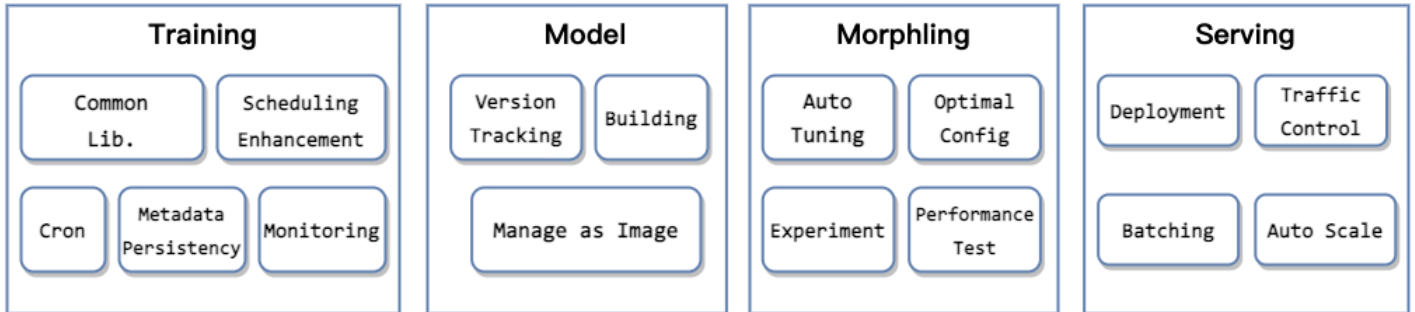 Training
Common
Lib.
Scheduling
Enhancement
Cron
Metadata
Persistency
Monitoring
Model
Version
Tracking
Building
Manage as Image
Morphling
Auto
Tuning
Optimal
Config
Experiment
Performance
Test
Serving
Deployment
Traffic
Control
Batching
Auto Scale